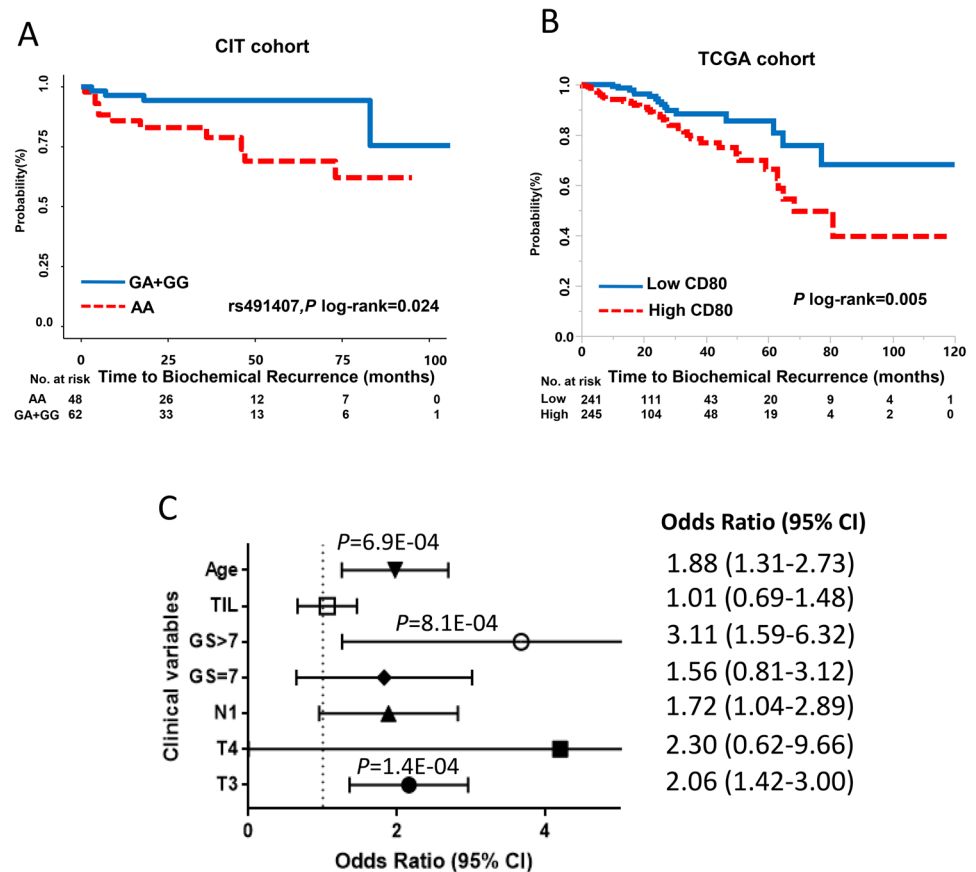 A
CIT cohort
Probability(%)
1.0
0.75
0.5
0.25
0.0
GA+GG
AA
rs491407,P log-rank=0.024
0 25 50 75 100
No. at risk Time to Biochemical Recurrence (months)
AA 48 26 12 7 0
GA+GG 62 33 13 6 1
B
TCGA cohort
Probability(%)
1.0
0.8
0.6
0.4
0.2
0.0
Low CD80
High CD80
P log-rank=0.005
0 20 40 60 80 100 120
No. at risk Time to Biochemical Recurrence (months)
Low 241 111 43 20 9 4 1
High 245 104 48 19 4 2 0
C
Odds Ratio (95% CI)
Clinical variables
Age P=6.9E-04 1.88 (1.31-2.73)
TIL 1.01 (0.69-1.48)
GS>7 P=8.1E-04 3.11 (1.59-6.32)
GS=7 1.56 (0.81-3.12)
N1 1.72 (1.04-2.89)
T4 2.30 (0.62-9.66)
T3 P=1.4E-04 2.06 (1.42-3.00)
0 2 4
Odds Ratio (95% CI)